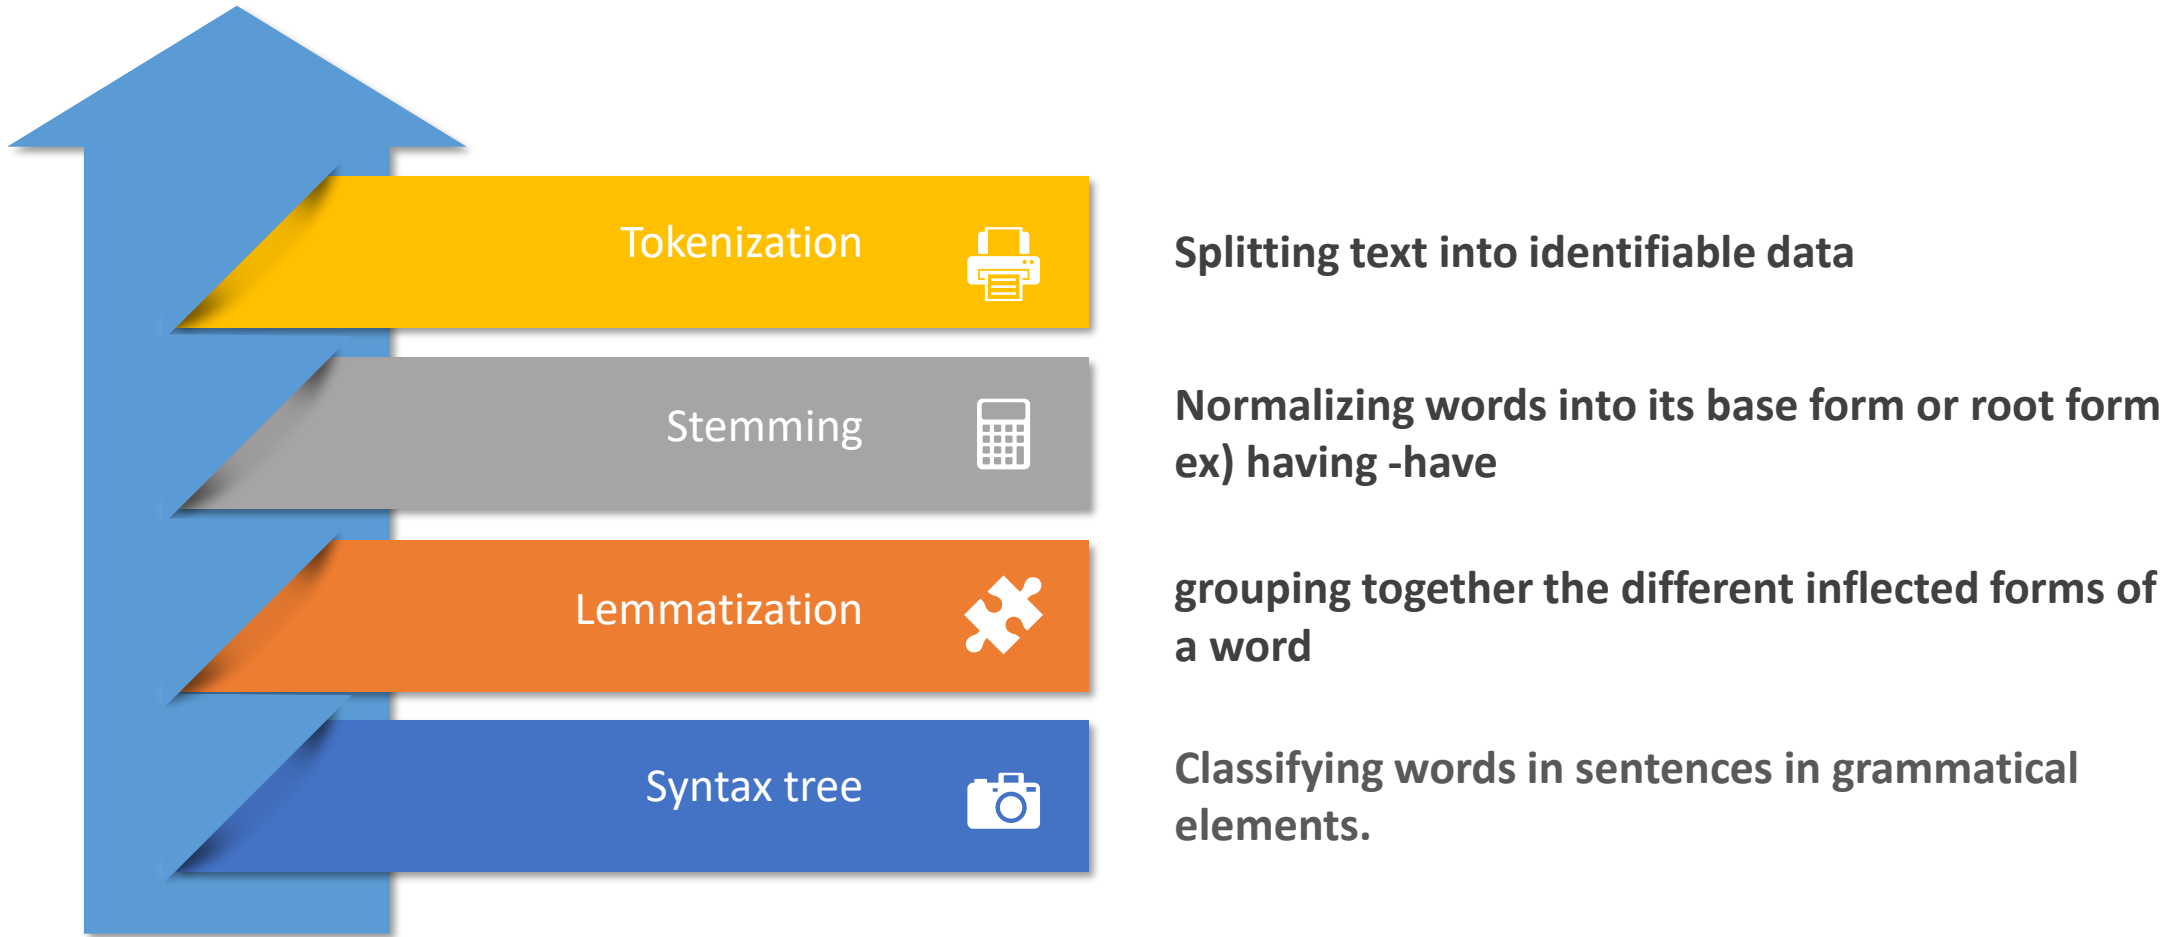 Tokenization
Splitting text into identifiable data
Stemming
Normalizing words into its base form or root form
ex) having -have
Lemmatization
grouping together the different inflected forms of
a word
Syntax tree
Classifying words in sentences in grammatical
elements.